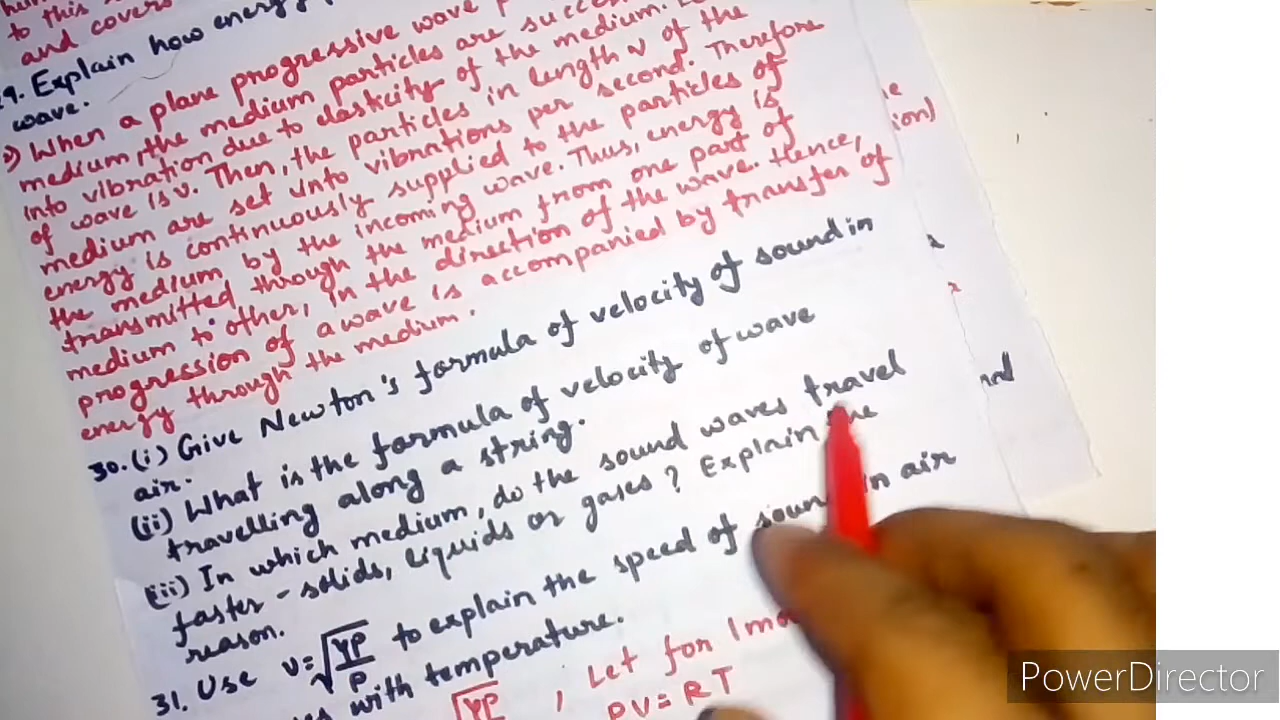 to this
and covers
29. Explain how energy
wave.
→) When a plane progressive wave
medium, the medium particles are
into vibration due to elasticity of the medium.
of wave is v. Then, the particles in length v of the
medium are set into vibrations per second. Therefore
energy is continuously supplied to the particles of
the medium by the incoming wave. Thus, energy is
transmitted through the medium from one part of
medium to other, in the direction of the wave. Hence,
progression of a wave is accompanied by transfer of
energy through the medium.
30. (i) Give Newton's formula of velocity of sound in
air.
(ii) What is the formula of velocity of wave
travelling along a string.
(iii) In which medium, do the sound waves travel
faster - solids, liquids or gases? Explain
reason.
31. Use v=√γP/ρ to explain the speed of sound in air
with temperature.
√γP , Let for 1
PV = RT
PowerDirector